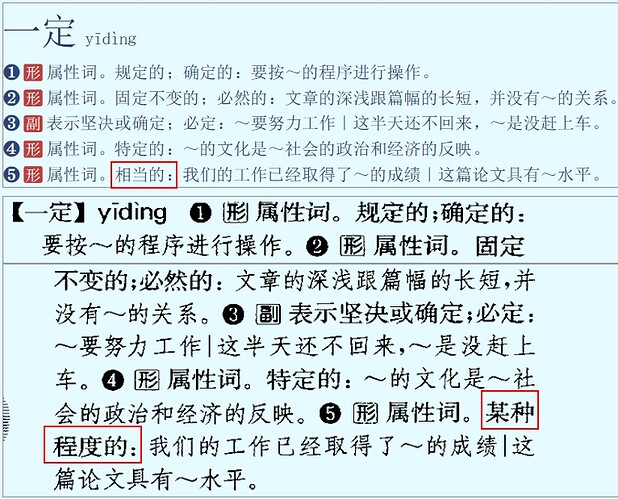 一定 yīdìng
❶ 形 属性词。规定的；确定的：要按～的程序进行操作。
❷ 形 属性词。固定不变的；必然的：文章的深浅跟篇幅的长短，并没有～的关系。
❸ 副 表示坚决或确定；必定：～要努力工作｜这半天还不回来，～是没赶上车。
❹ 形 属性词。特定的：～的文化是～社会的政治和经济的反映。
❺ 形 属性词。相当的：我们的工作已经取得了～的成绩｜这篇论文具有～水平。
【一定】yīdìng ❶ 形 属性词。规定的；确定的：
要按～的程序进行操作。❷ 形 属性词。固定
不变的；必然的：文章的深浅跟篇幅的长短，并
没有～的关系。❸ 副 表示坚决或确定；必定：
～要努力工作｜这半天还不回来，～是没赶上
车。❹ 形 属性词。特定的：～的文化是～社
会的政治和经济的反映。❺ 形 属性词。某种
程度的：我们的工作已经取得了～的成绩｜这
篇论文具有～水平。